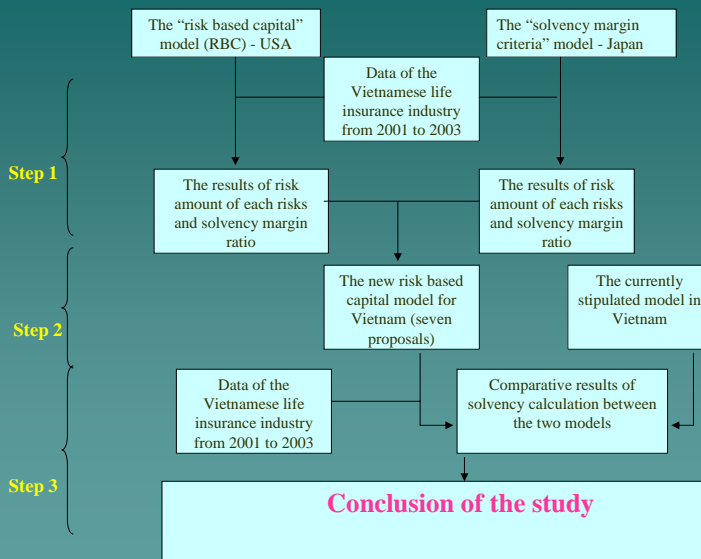 The “risk based capital”
model (RBC) - USA
The “solvency margin
criteria” model - Japan
Data of the
Vietnamese life
insurance industry
from 2001 to 2003
Step 1
The results of risk
amount of each risks
and solvency margin
ratio
The results of risk
amount of each risks
and solvency margin
ratio
Step 2
The new risk based
capital model for
Vietnam (seven
proposals)
The currently
stipulated model in
Vietnam
Data of the
Vietnamese life
insurance industry
from 2001 to 2003
Comparative results of
solvency calculation between
the two models
Step 3
Conclusion of the study